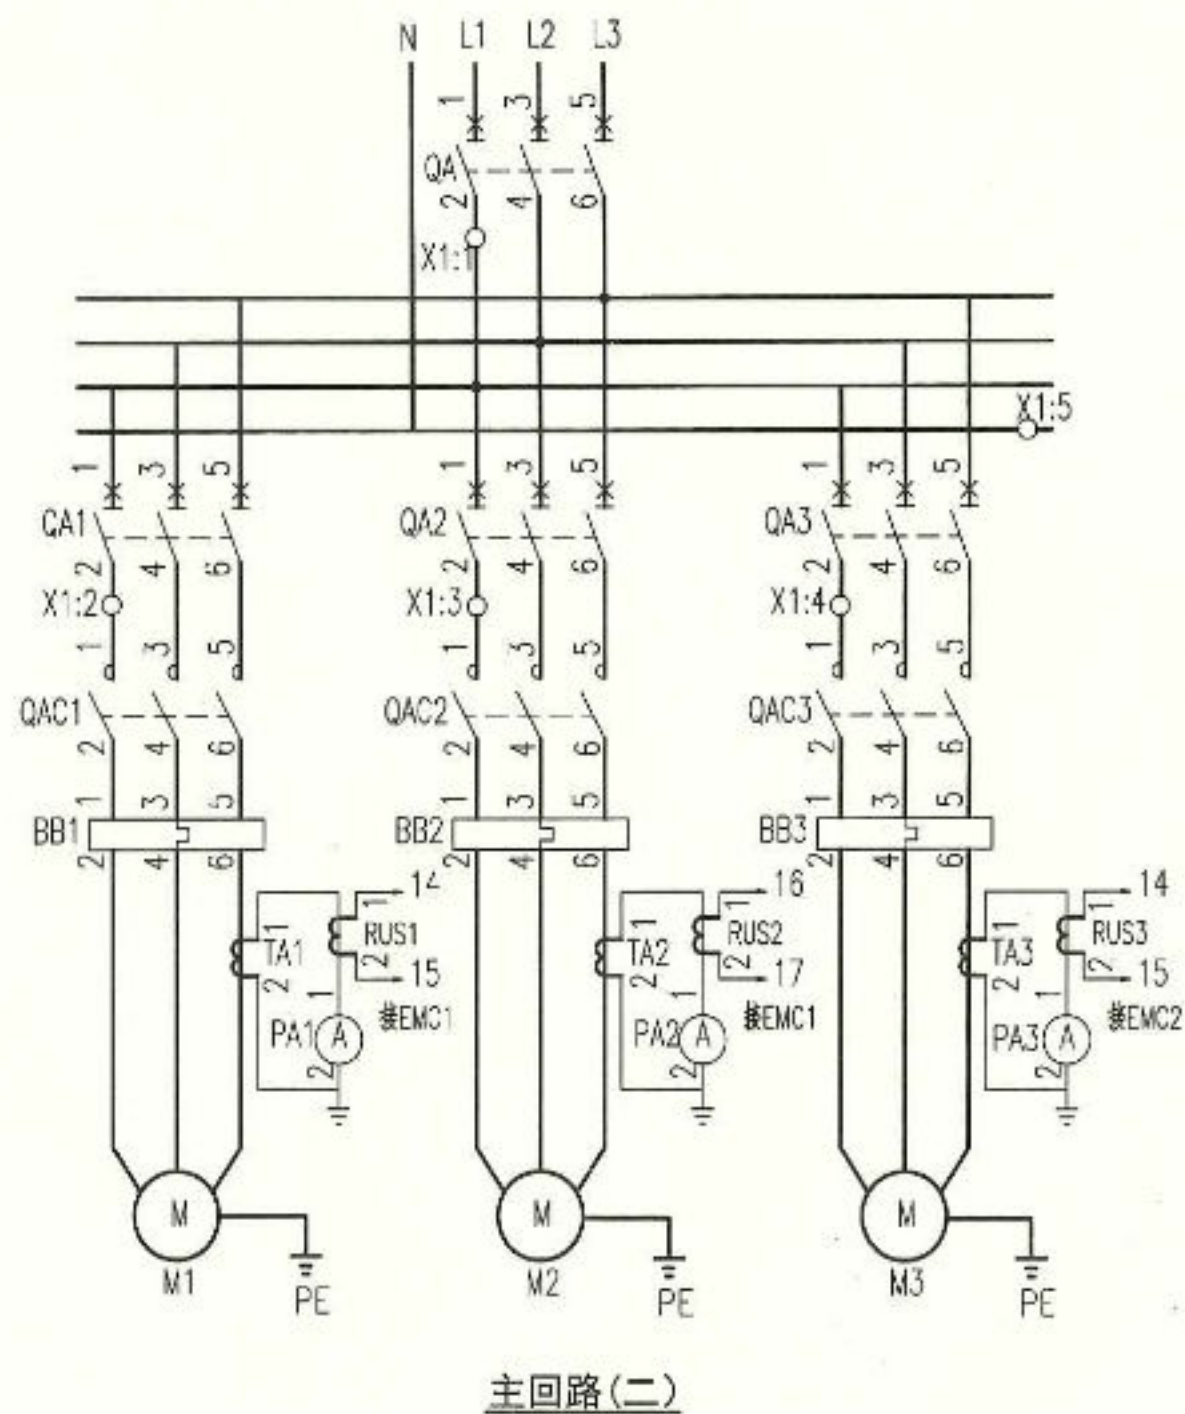 N L1 L2 L3
1 3 5
QA
2 4 6
X1:1
X1:5
1 3 5 1 3 5 1 3 5
QA1 QA2 QA3
2 4 6 2 4 6 2 4 6
X1:2 X1:3 X1:4
1 3 5 1 3 5 1 3 5
QAC1 QAC2 QAC3
2 4 6 2 4 6 2 4 6
1 3 5 1 3 5 1 3 5
BB1 BB2 BB3
2 4 6 2 4 6 2 4 6
14 16 14
1 1 1 1 1 1
TA1 RUS1 TA2 RUS2 TA3 RUS3
2 2 2 2 2 2
15 17 15
1 接EMC1 1 接EMC1 1 接EMC2
PA1 A PA2 A PA3 A
2 2 2
M M M
M1 PE M2 PE M3 PE
主回路(二)